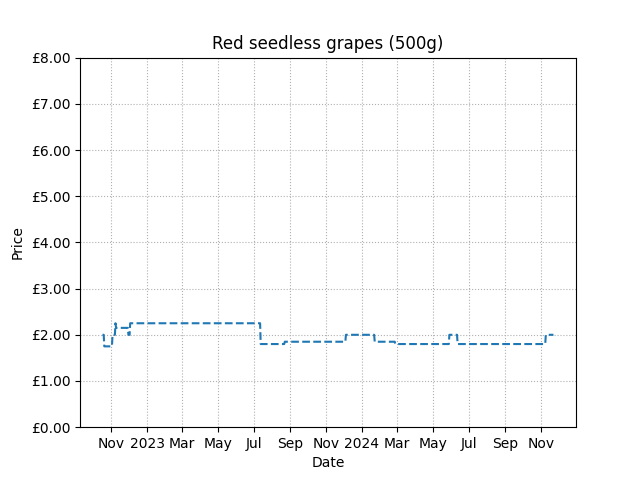 Red seedless grapes (500g)
£8.00
£7.00
£6.00
£5.00
£4.00
£3.00
£2.00
£1.00
£0.00
Price
Nov 2023 Mar May Jul Sep Nov 2024 Mar May Jul Sep Nov
Date